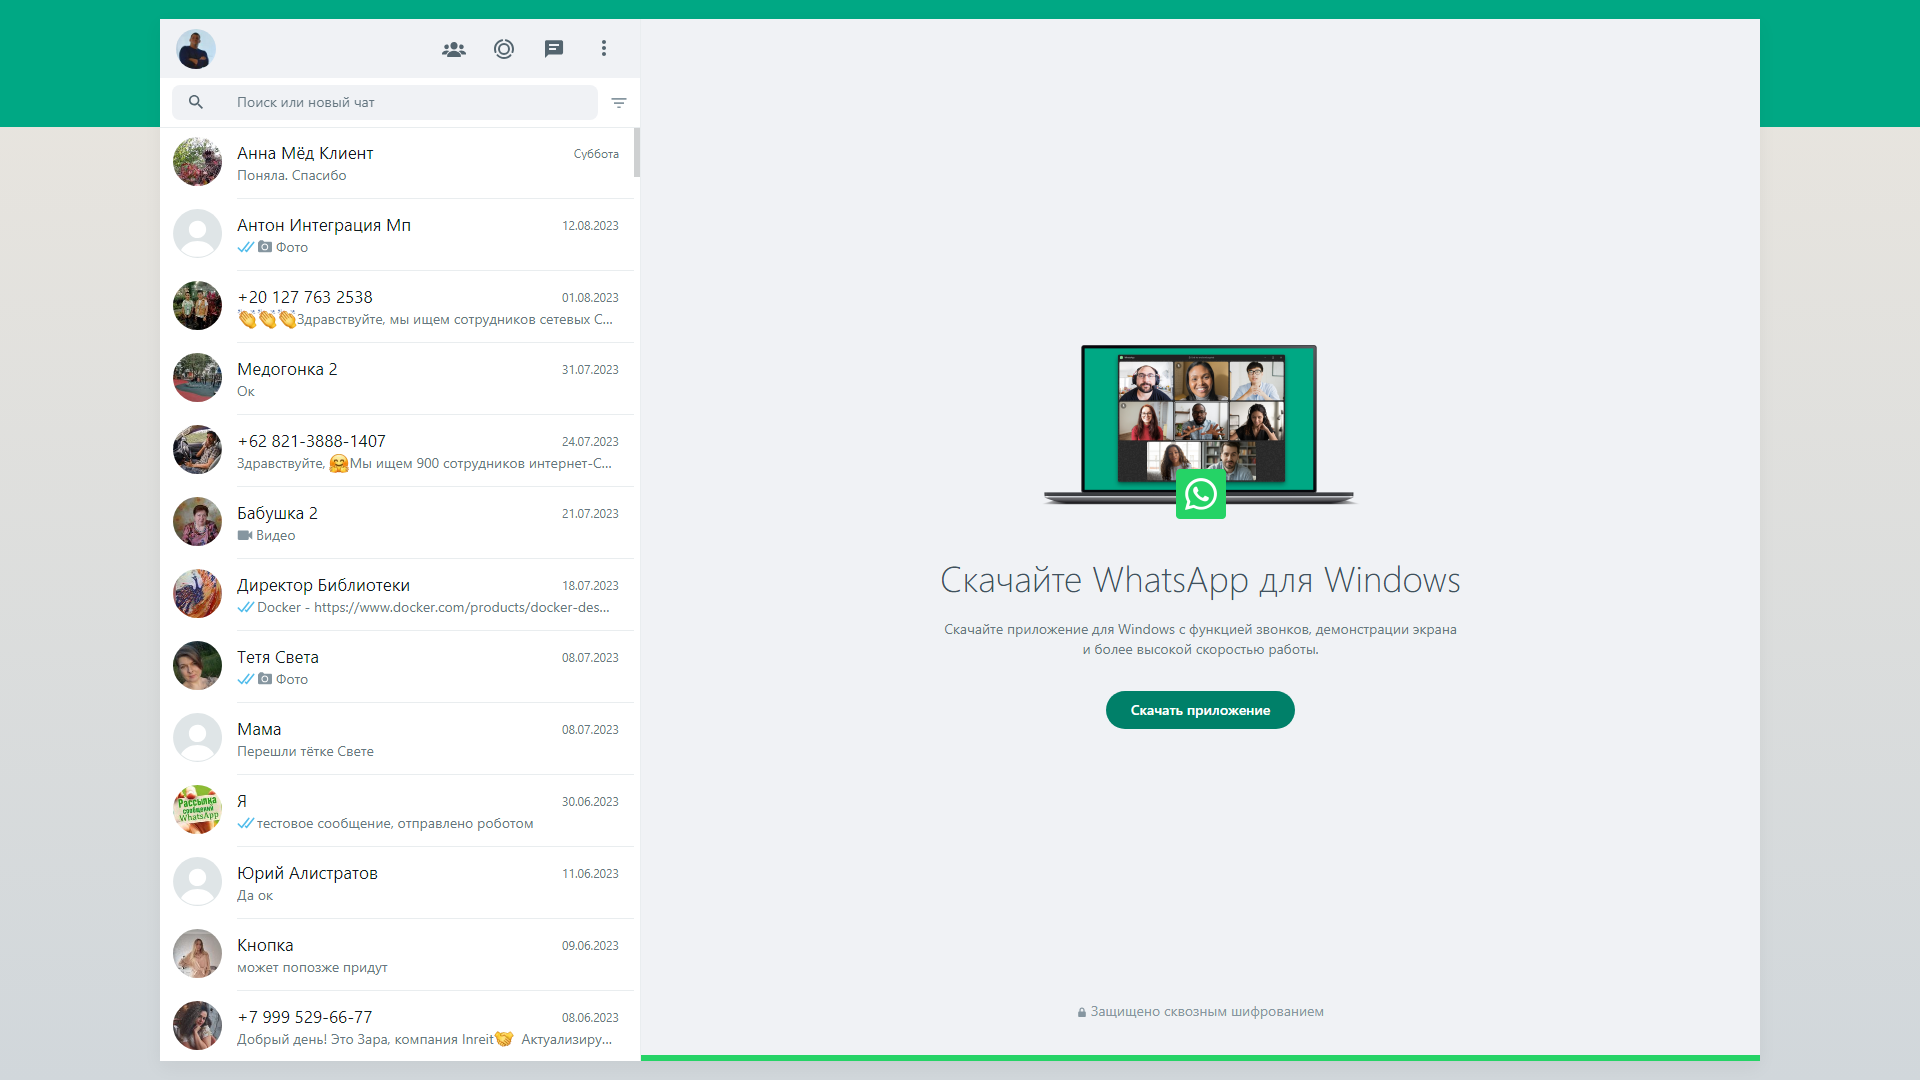 Поиск или новый чат
Анна Мёд Клиент
Суббота
Поняла. Спасибо
Антон Интеграция Мп
12.08.2023
Фото
+20 127 763 2538
01.08.2023
👏👏👏Здравствуйте, мы ищем сотрудников сетевых С...
Медогонка 2
31.07.2023
Ок
+62 821-3888-1407
24.07.2023
Здравствуйте, 🤗Мы ищем 900 сотрудников интернет-С...
Бабушка 2
21.07.2023
Видео
Директор Библиотеки
18.07.2023
Docker - https://www.docker.com/products/docker-des...
Тетя Света
08.07.2023
Фото
Мама
08.07.2023
Перешли тётке Свете
Рассылка
сообщений
WhatsApp
Я
30.06.2023
тестовое сообщение, отправлено роботом
Юрий Алистратов
11.06.2023
Да ок
Кнопка
09.06.2023
может попозже придут
+7 999 529-66-77
08.06.2023
Добрый день! Это Зара, компания Inreit🤝 Актуализиру...
Скачайте WhatsApp для Windows
Скачайте приложение для Windows с функцией звонков, демонстрации экрана
и более высокой скоростью работы.
Скачать приложение
Защищено сквозным шифрованием